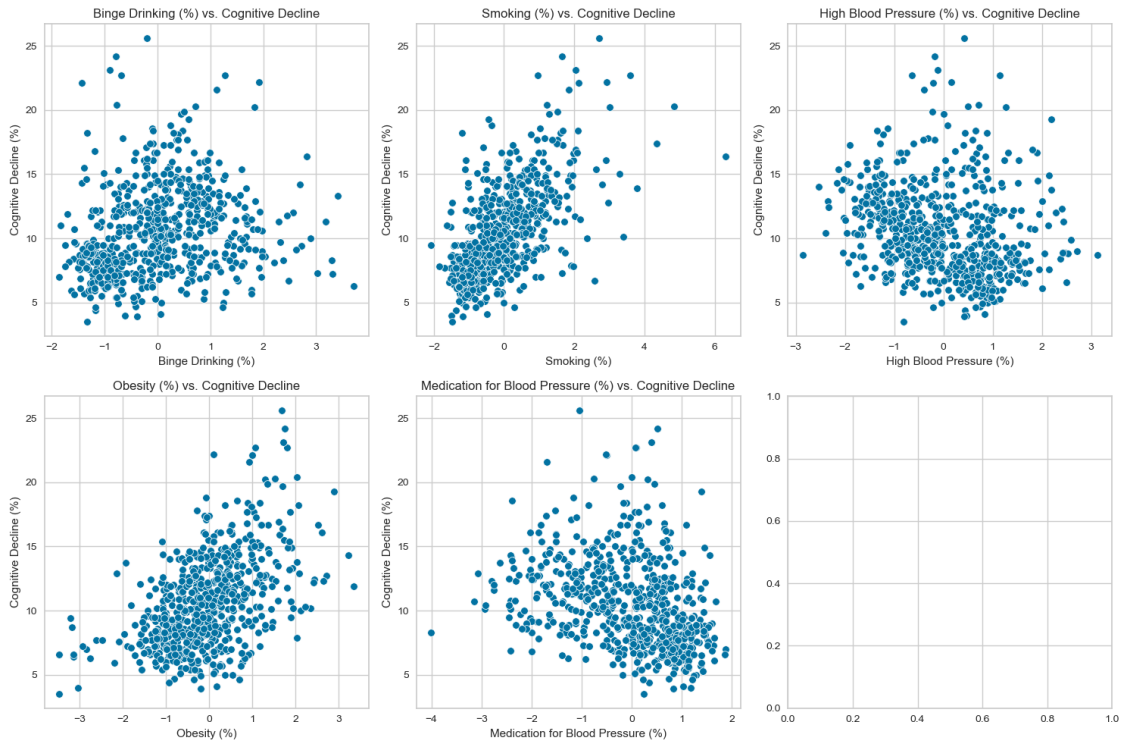 Binge Drinking (%) vs. Cognitive Decline
Cognitive Decline (%)
25
20
15
10
5
−2 −1 0 1 2 3
Binge Drinking (%)
Smoking (%) vs. Cognitive Decline
Cognitive Decline (%)
25
20
15
10
5
−2 0 2 4 6
Smoking (%)
High Blood Pressure (%) vs. Cognitive Decline
Cognitive Decline (%)
25
20
15
10
5
−3 −2 −1 0 1 2 3
High Blood Pressure (%)
Obesity (%) vs. Cognitive Decline
Cognitive Decline (%)
25
20
15
10
5
−3 −2 −1 0 1 2 3
Obesity (%)
Medication for Blood Pressure (%) vs. Cognitive Decline
Cognitive Decline (%)
25
20
15
10
5
−4 −3 −2 −1 0 1 2
Medication for Blood Pressure (%)
1.0
0.8
0.6
0.4
0.2
0.0
0.0 0.2 0.4 0.6 0.8 1.0